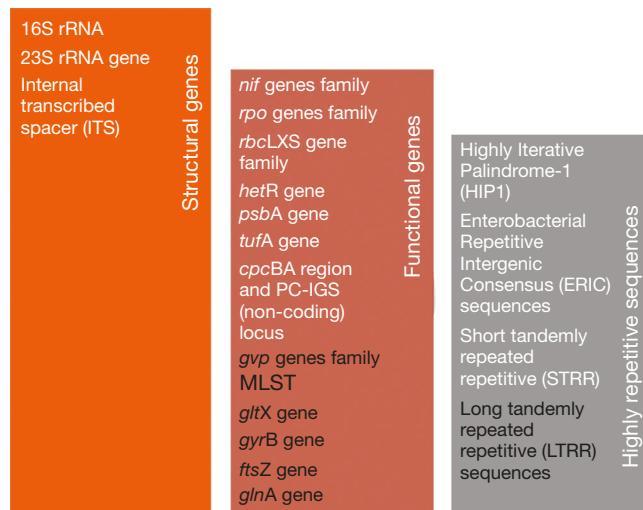 16S rRNA
23S rRNA gene
Internal
transcribed
spacer (ITS)
Structural genes
nif genes family
rpo genes family
rbcLXS gene
family
hetR gene
psbA gene
tufA gene
cpcBA region
and PC-IGS
(non-coding)
locus
gvp genes family
MLST
gltX gene
gyrB gene
ftsZ gene
glnA gene
Functional genes
Highly Iterative
Palindrome-1
(HIP1)
Enterobacterial
Repetitive
Intergenic
Consensus (ERIC)
sequences
Short tandemly
repeated
repetitive (STRR)
Long tandemly
repeated
repetitive (LTRR)
sequences
Highly repetitive sequences